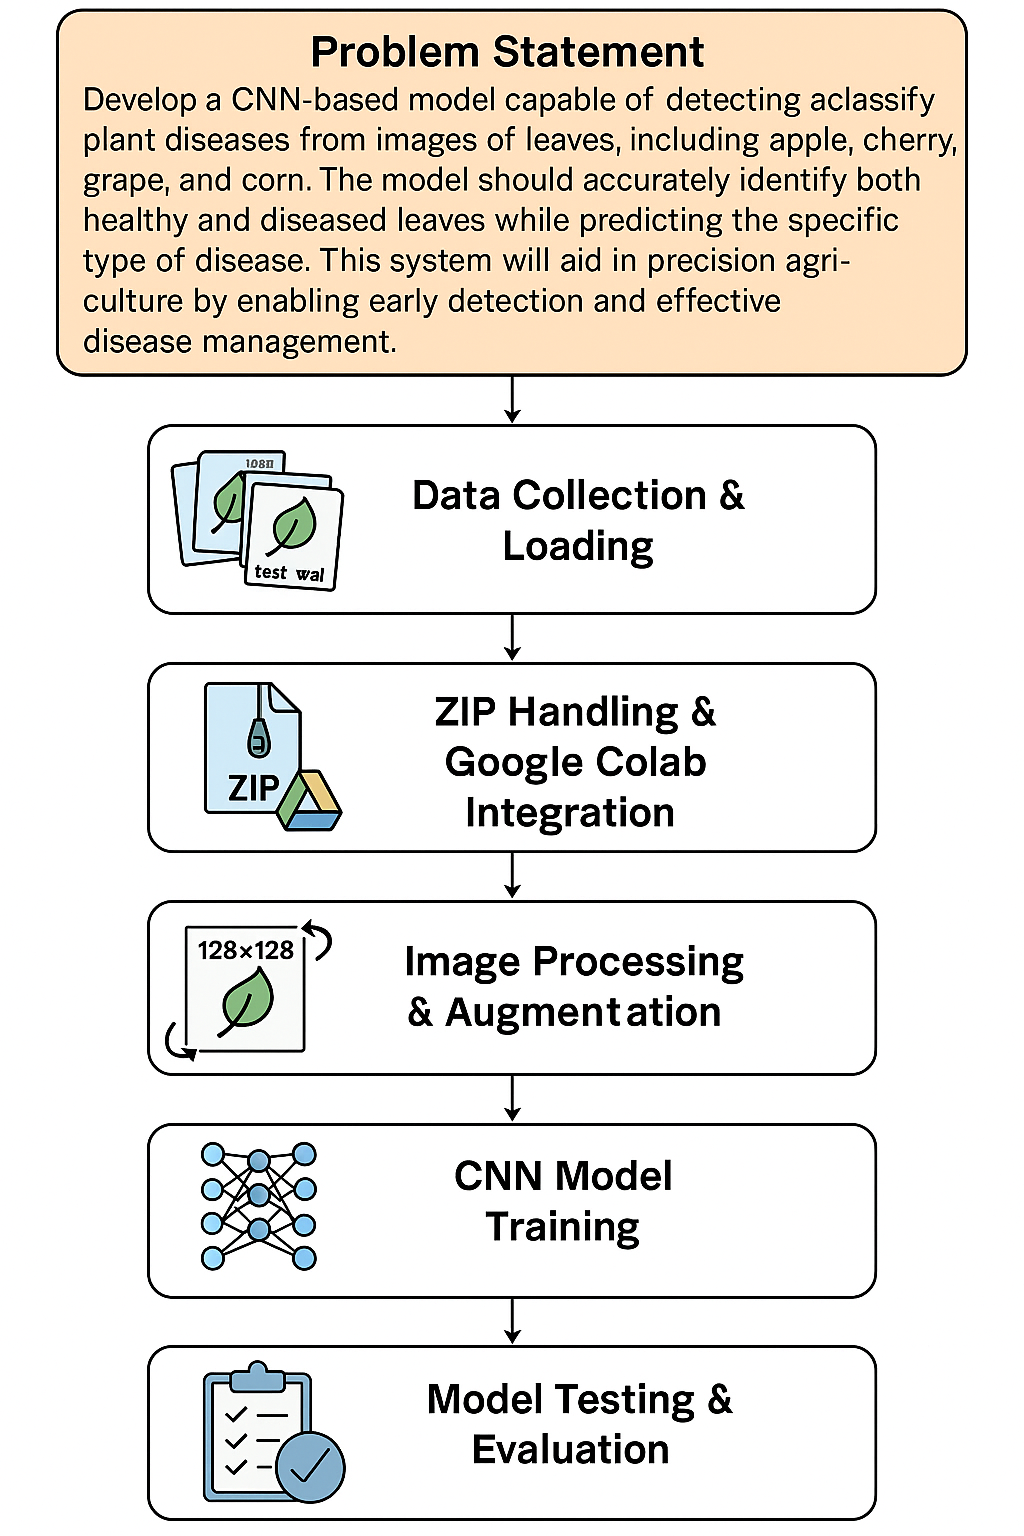 Problem Statement
Develop a CNN-based model capable of detecting aclassify
plant diseases from images of leaves, including apple, cherry,
grape, and corn. The model should accurately identify both
healthy and diseased leaves while predicting the specific
type of disease. This system will aid in precision agri-
culture by enabling early detection and effective
disease management.
test wal
Data Collection &
Loading
ZIP
ZIP Handling &
Google Colab
Integration
128×128
Image Processing
& Augmentation
CNN Model
Training
Model Testing &
Evaluation